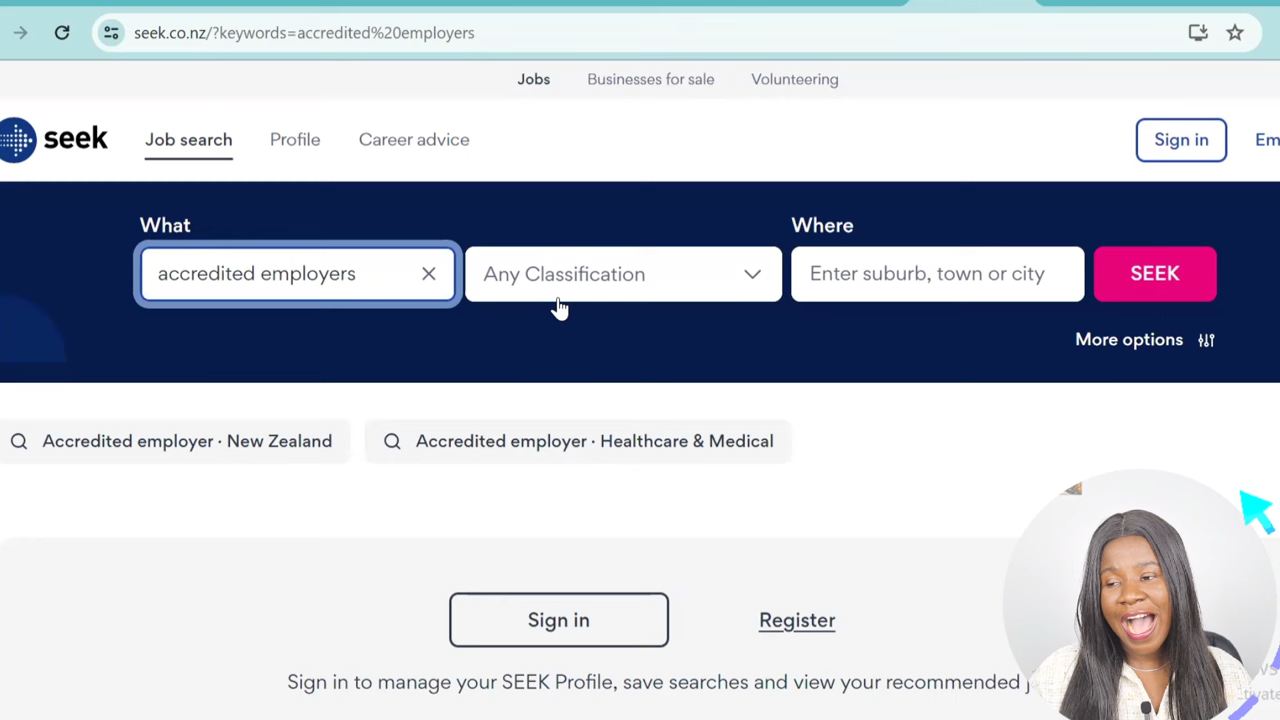 seek.co.nz/?keywords=accredited%20employers
Jobs Businesses for sale Volunteering
seek Job search Profile Career advice Sign in Em
What Where
accredited employers Any Classification Enter suburb, town or city SEEK
More options
Accredited employer · New Zealand Accredited employer · Healthcare & Medical
Sign in Register
Sign in to manage your SEEK Profile, save searches and view your recommended